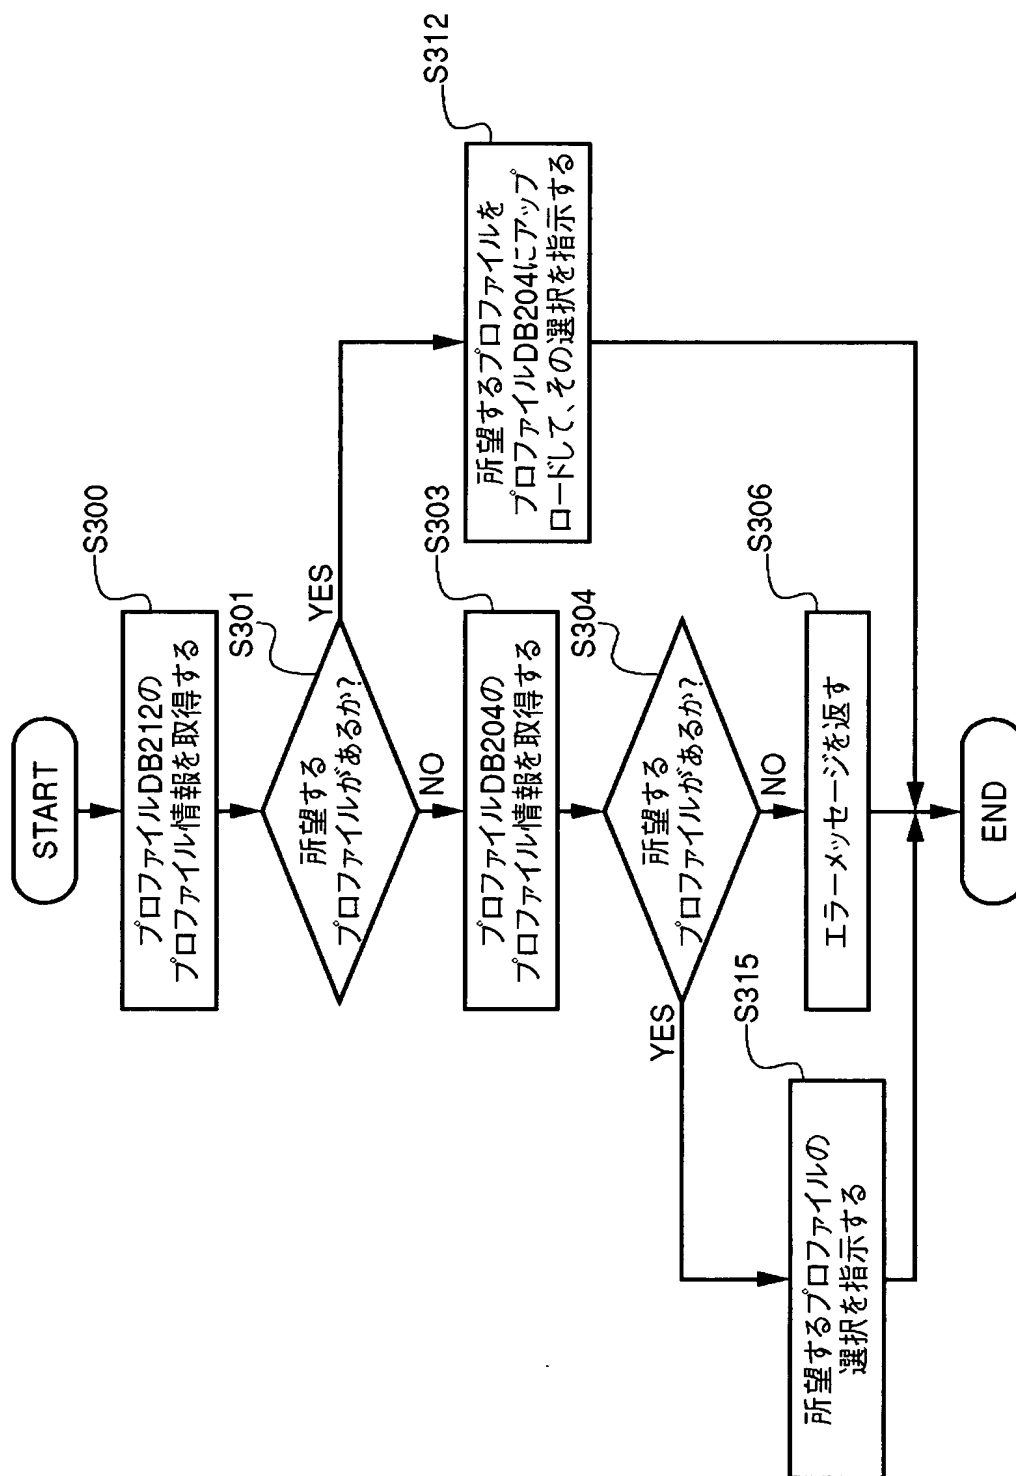 START
S300
プロファイルDB212の
プロファイル情報を取得する
S301
所望する
プロファイルがあるか?
YES
NO
S312
所望するプロファイルを
プロファイルDB204にアップ
ロードして、その選択を指示する
S303
プロファイルDB204の
プロファイル情報を取得する
S304
所望する
プロファイルがあるか?
YES
NO
S315
所望するプロファイルの
選択を指示する
S306
エラーメッセージを返す
END